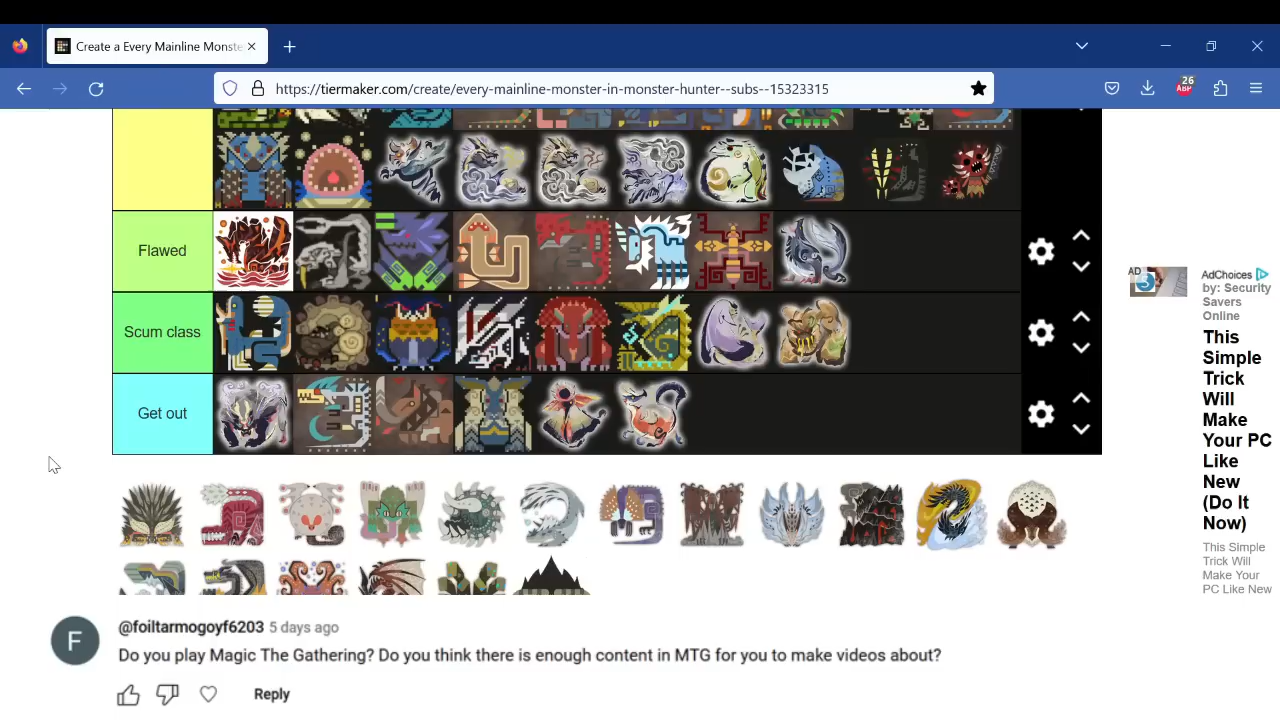 Create a Every Mainline Monste
https://tiermaker.com/create/every-mainline-monster-in-monster-hunter--subs--15323315
26
ABP
Flawed
Scum class
Get out
AD
AdChoices
by: Security
Savers
Online
This
Simple
Trick
Will
Make
Your PC
Like
New
(Do It
Now)
This Simple
Trick Will
Make Your
PC Like New
F
@foiltarmogoyf6203 5 days ago
Do you play Magic The Gathering? Do you think there is enough content in MTG for you to make videos about?
Reply